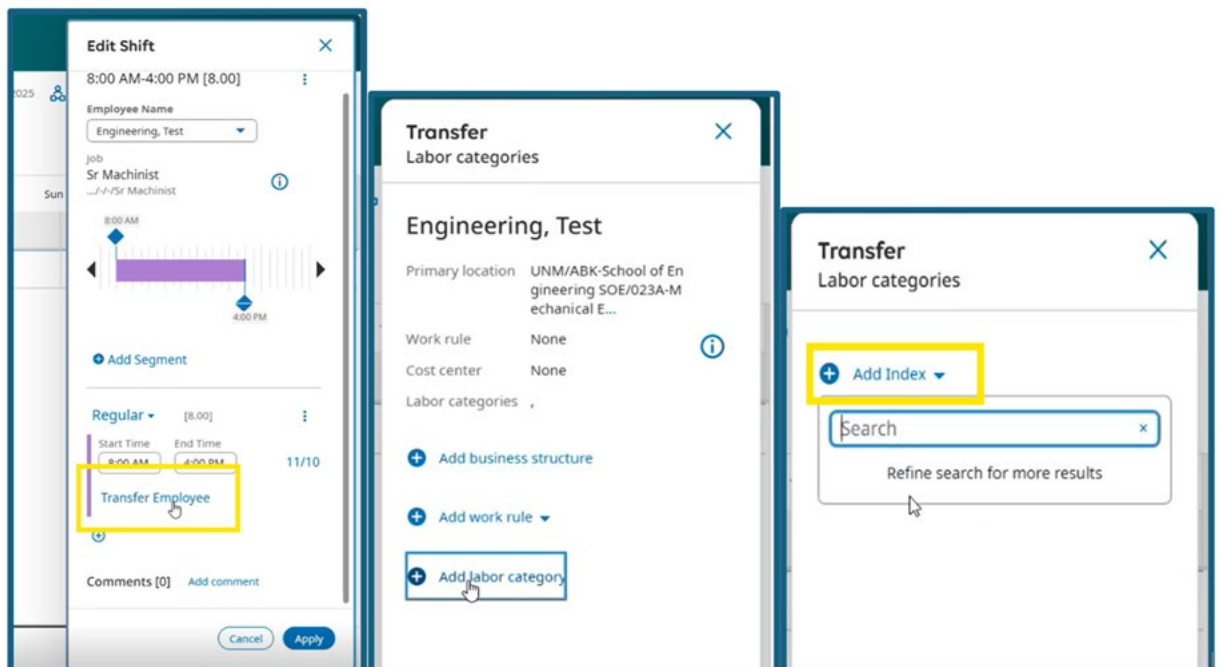 Edit Shift
8:00 AM-4:00 PM [8.00]
Employee Name
Engineering, Test
Job
Sr Machinist
.../-/-/Sr Machinist
8:00 AM
4:00 PM
Add Segment
Regular
[8.00]
Start Time End Time
8:00 AM 4:00 PM 11/10
Transfer Employee
Comments [0] Add comment
Cancel Apply
2025
Sun
Transfer
Labor categories
Engineering, Test
Primary location UNM/ABK-School of En
gineering SOE/023A-M
echanical E...
Work rule None
Cost center None
Labor categories ,
Add business structure
Add work rule
Add labor category
Transfer
Labor categories
Add Index
Search
Refine search for more results